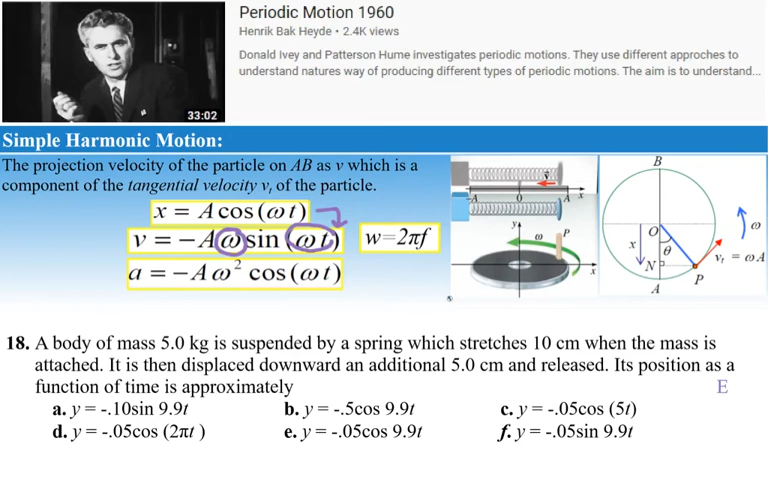 Periodic Motion 1960
Henrik Bak Heyde • 2.4K views
Donald Ivey and Patterson Hume investigates periodic motions. They use different approches to
understand natures way of producing different types of periodic motions. The aim is to understand...
33:02
Simple Harmonic Motion:
The projection velocity of the particle on AB as v which is a
component of the tangential velocity vₜ of the particle.
x = A cos (ω t)
v = −A ω sin (ω t)
w=2πf
a = −A ω² cos (ω t)
v
-A 0 A x
y
ω P
x
B
O
ω
x θ
N
vₜ = ω A
P
A
18. A body of mass 5.0 kg is suspended by a spring which stretches 10 cm when the mass is
attached. It is then displaced downward an additional 5.0 cm and released. Its position as a
function of time is approximately E
a. y = -.10sin 9.9t b. y = -.5cos 9.9t c. y = -.05cos (5t)
d. y = -.05cos (2πt ) e. y = -.05cos 9.9t f. y = -.05sin 9.9t